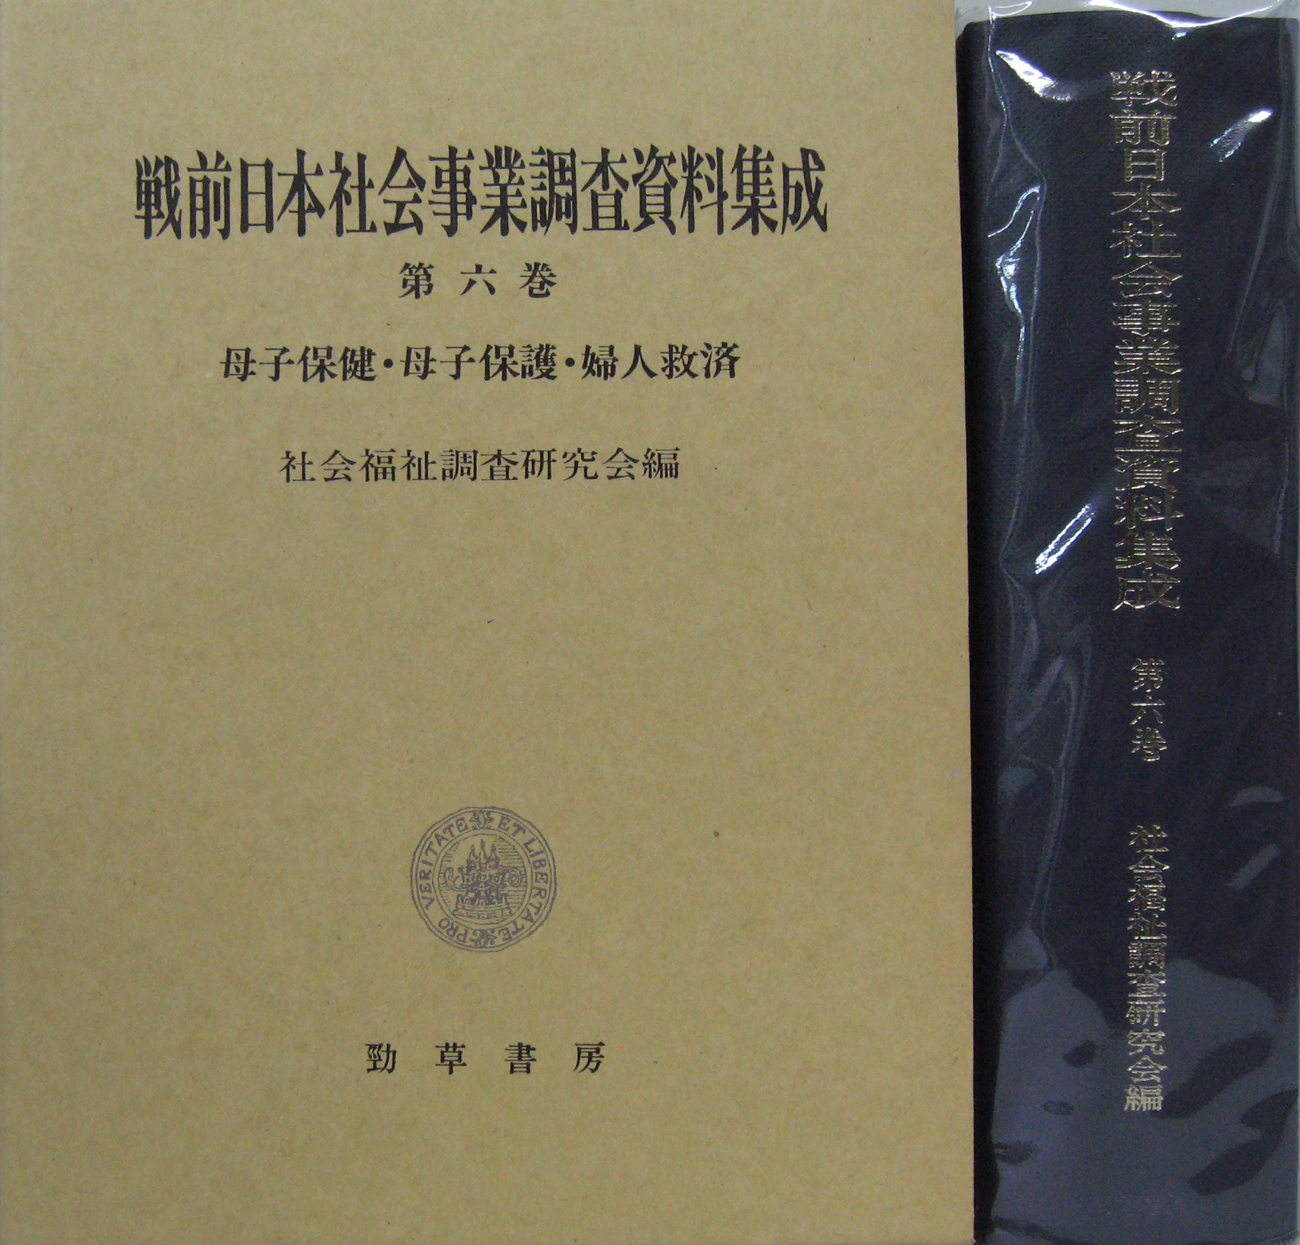 戦前日本社会事業調査資料集成
第六巻
母子保健・母子保護・婦人救済
社会福祉調査研究会編
PRO VERITATE ET LIBERTATE
勁草書房
戦前日本社会事業調査資料集成
第六巻
社会福祉調査研究会編